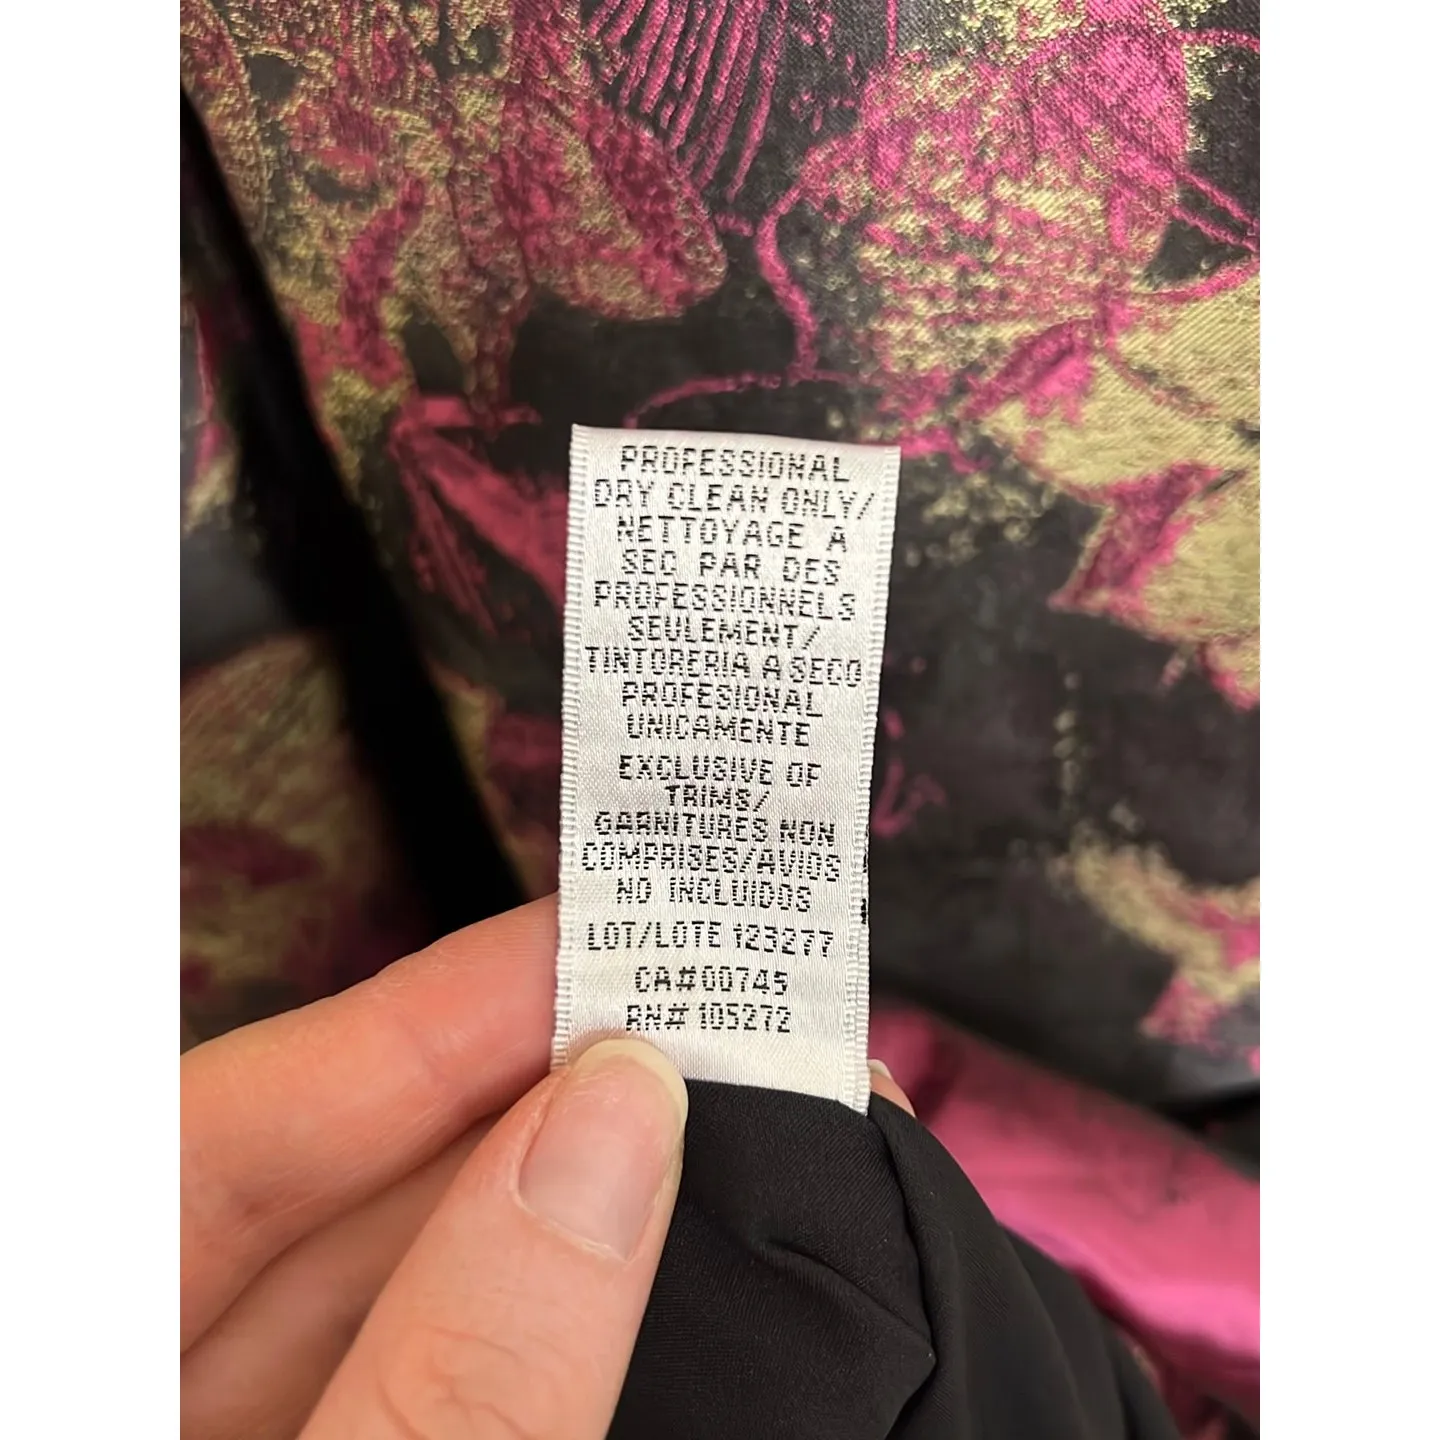 PROFESSIONAL
DRY CLEAN ONLY/
NETTOYAGE A
SEC PAR DES
PROFESSIONNELS
SEULEMENT/
TINTORERIA A SECO
PROFESIONAL
UNICAMENTE
EXCLUSIVE OF
TRIMS/
GARNITURES NON
COMPRISES/AVIOS
NO INCLUIDOS
LOT/LOTE 123277
CA#00745
RN# 105272